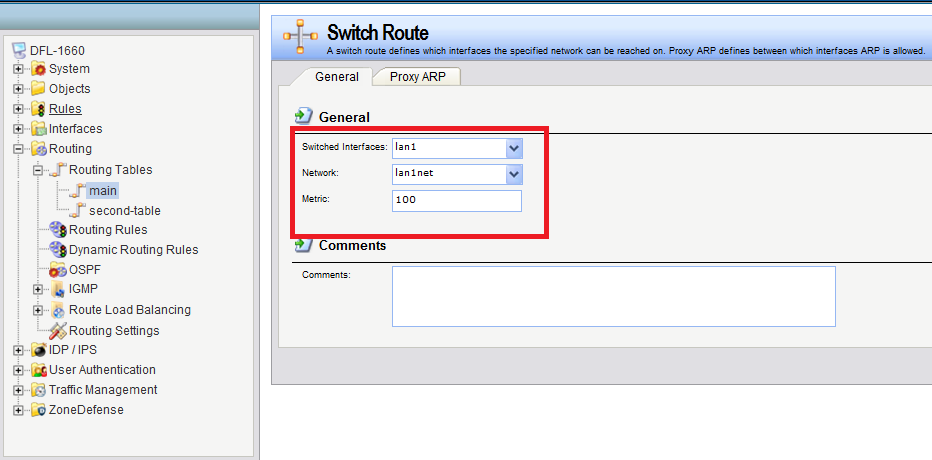 DFL-1660
System
Objects
Rules
Interfaces
Routing
Routing Tables
main
second-table
Routing Rules
Dynamic Routing Rules
OSPF
IGMP
Route Load Balancing
Routing Settings
IDP / IPS
User Authentication
Traffic Management
ZoneDefense
Switch Route
A switch route defines which interfaces the specified network can be reached on. Proxy ARP defines between which interfaces ARP is allowed.
General Proxy ARP
General
Switched Interfaces: lan1
Network: lan1net
Metric: 100
Comments
Comments: